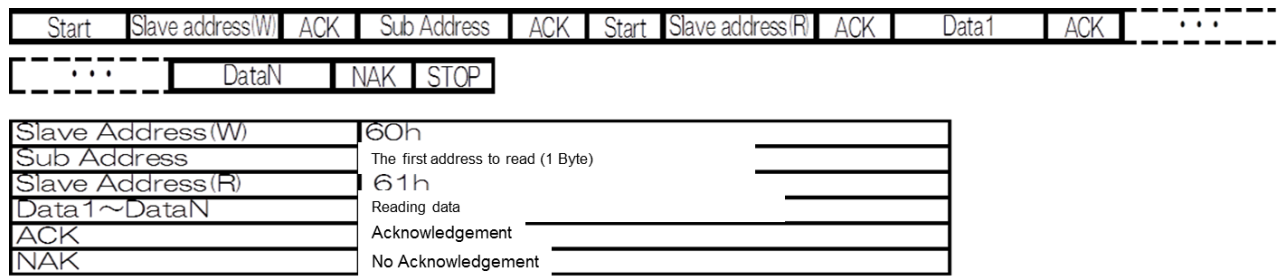 Start Slave address(W) ACK Sub Address ACK Start Slave address(R) ACK Data1 ACK ・・・
・・・ DataN NAK STOP
Slave Address(W) 60h
Sub Address The first address to read (1 Byte)
Slave Address(R) 61h
Data1~DataN Reading data
ACK Acknowledgement
NAK No Acknowledgement